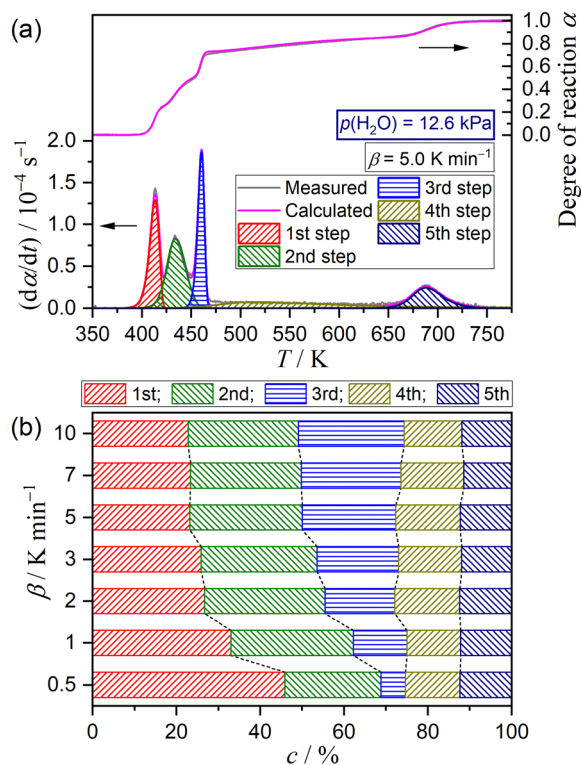 (a)
1.0
0.8
0.6
0.4
0.2
0.0
Degree of reaction α
p(H2O) = 12.6 kPa
β = 5.0 K min−1
Measured
Calculated
1st step
2nd step
3rd step
4th step
5th step
2.0
1.5
1.0
0.5
0.0
(dα/dt) / 10−4 s−1
350 400 450 500 550 600 650 700 750
T / K
1st; 2nd; 3rd; 4th; 5th
(b)
10
7
5
3
2
1
0.5
β / K min−1
0 20 40 60 80 100
c / %